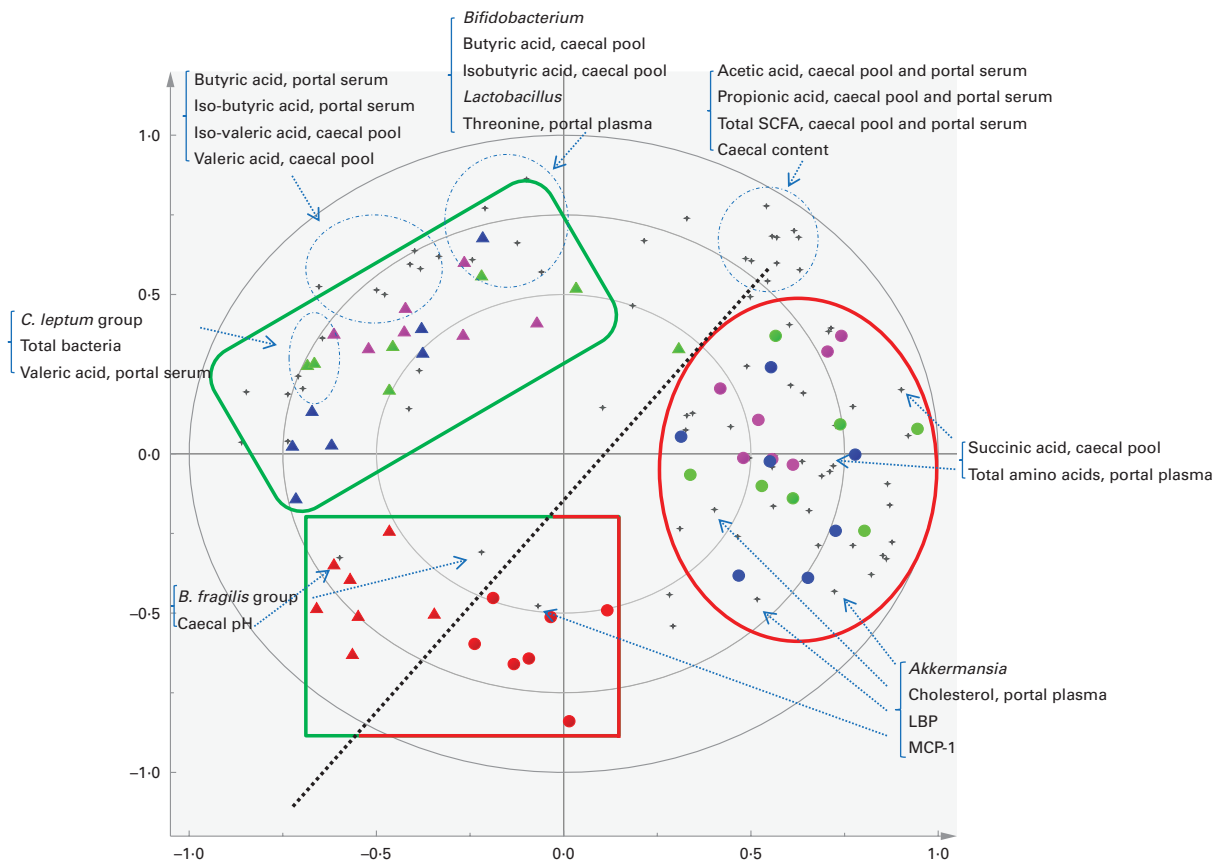 Bifidobacterium
Butyric acid, caecal pool
Isobutyric acid, caecal pool
Lactobacillus
Threonine, portal plasma
Butyric acid, portal serum
Iso-butyric acid, portal serum
Iso-valeric acid, caecal pool
Valeric acid, caecal pool
Acetic acid, caecal pool and portal serum
Propionic acid, caecal pool and portal serum
Total SCFA, caecal pool and portal serum
Caecal content
C. leptum group
Total bacteria
Valeric acid, portal serum
Succinic acid, caecal pool
Total amino acids, portal plasma
B. fragilis group
Caecal pH
Akkermansia
Cholesterol, portal plasma
LBP
MCP-1
1·0
0·5
0·0
–0·5
–1·0
–1·0
–0·5
0·0
0·5
1·0